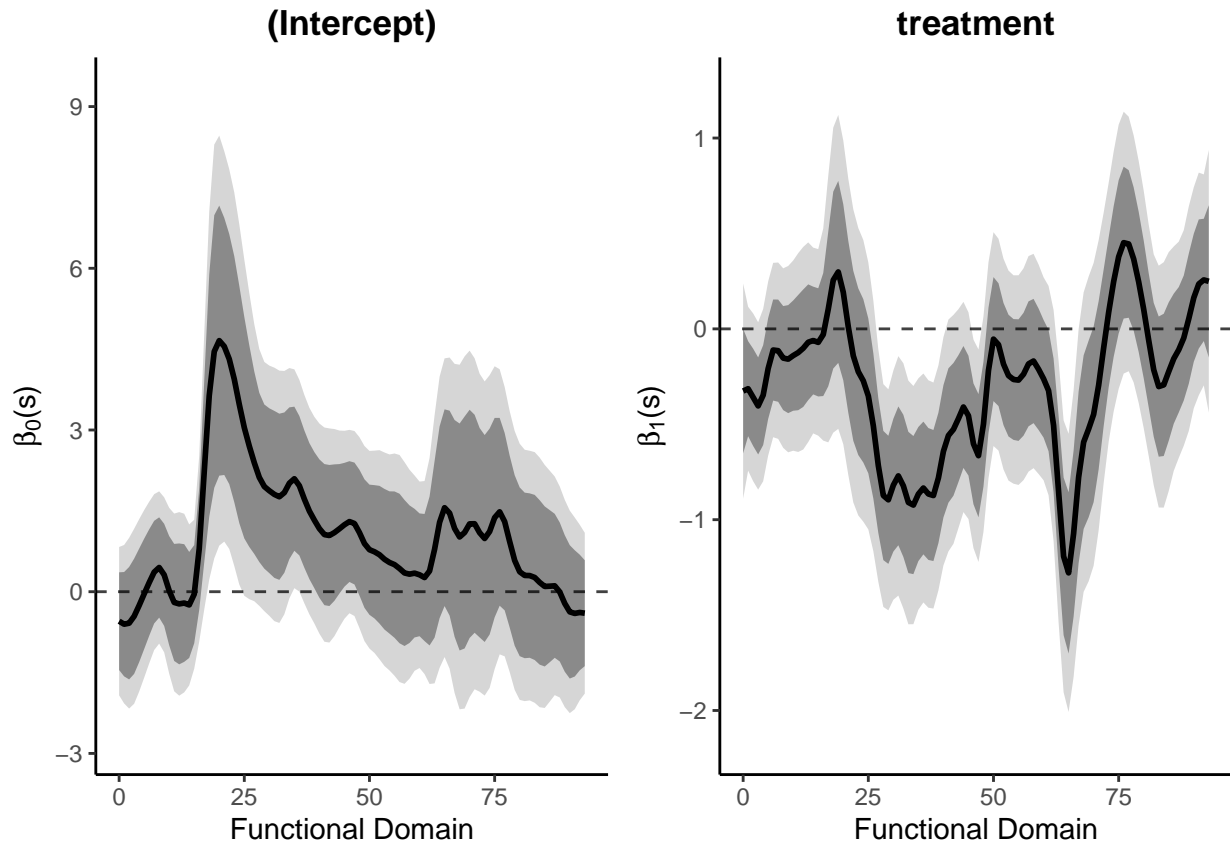 (Intercept)
treatment
9
6
3
0
−3
β0(s)
0
25
50
75
Functional Domain
1
0
−1
−2
β1(s)
0
25
50
75
Functional Domain